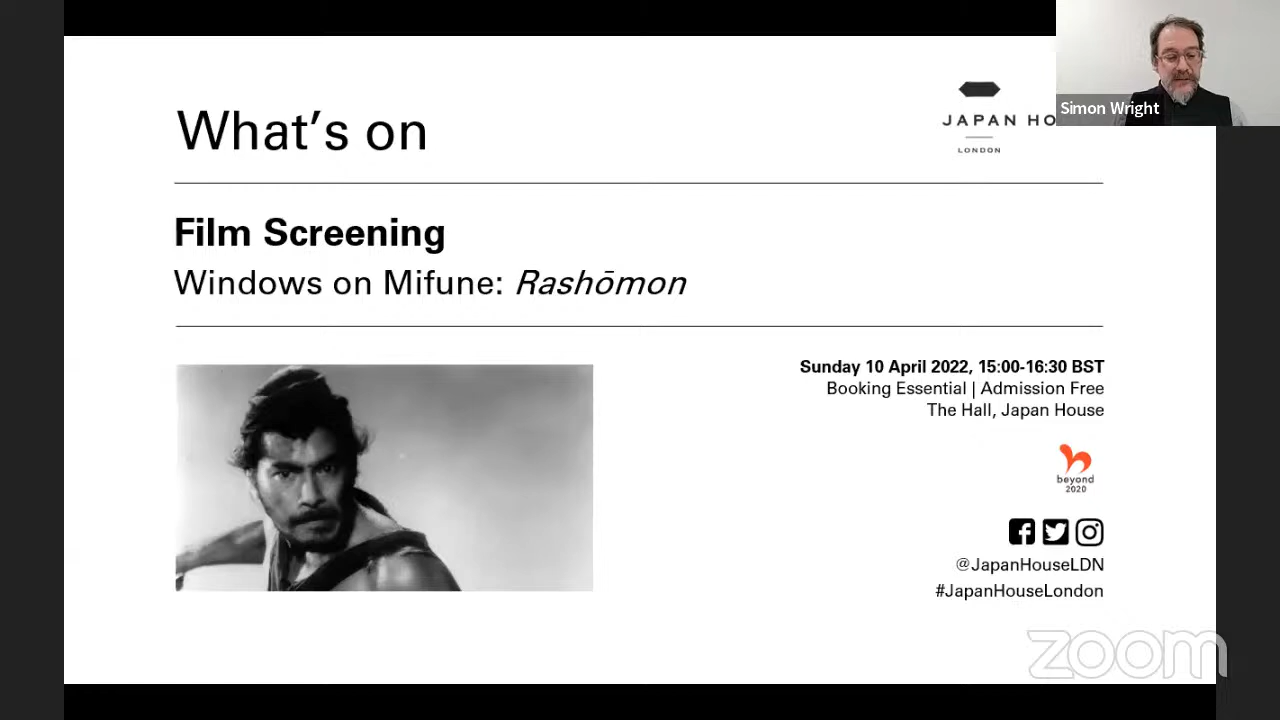 What's on
JAPAN HO
LONDON
Simon Wright
Film Screening
Windows on Mifune: Rashōmon
Sunday 10 April 2022, 15:00-16:30 BST
Booking Essential | Admission Free
The Hall, Japan House
beyond
2020
@JapanHouseLDN
#JapanHouseLondon
zoom